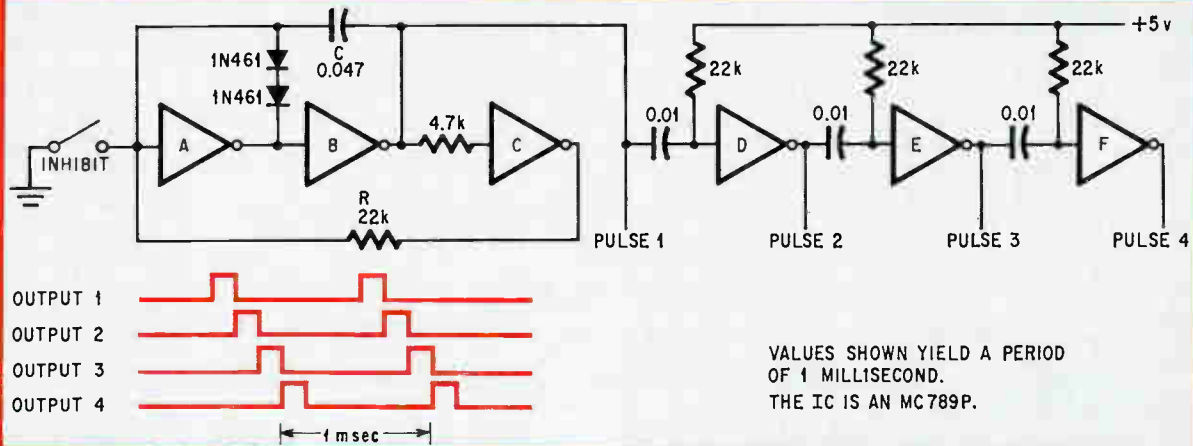 +5v
1N461
C
0.047
1N461
22k
22k
22k
0.01
0.01
0.01
4.7k
A
B
C
D
E
F
INHIBIT
R
22k
PULSE 1
PULSE 2
PULSE 3
PULSE 4
OUTPUT 1
OUTPUT 2
OUTPUT 3
OUTPUT 4
1 msec
VALUES SHOWN YIELD A PERIOD
OF 1 MILLISECOND.
THE IC IS AN MC789P.